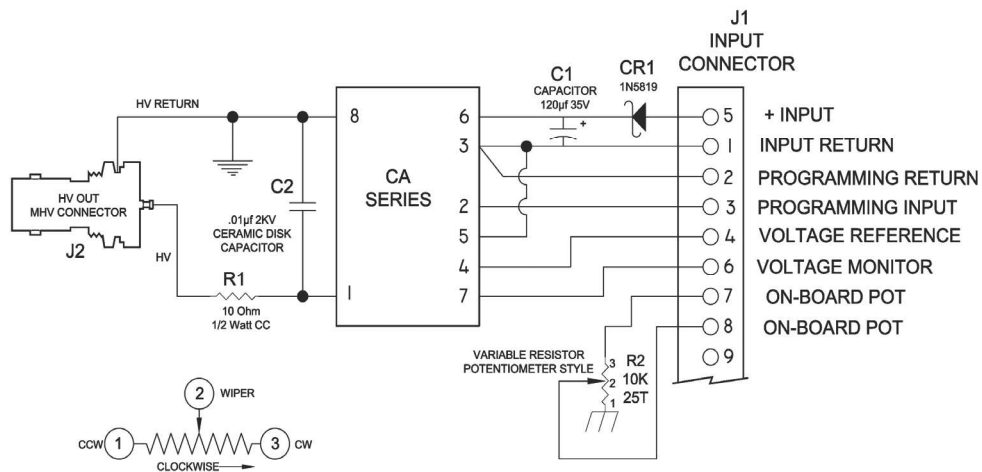 J1
INPUT
CONNECTOR
C1
CAPACITOR
120µf 35V
+
CR1
1N5819
HV RETURN
8
6
5
+ INPUT
3
1
INPUT RETURN
2
PROGRAMMING RETURN
CA
SERIES
C2
.01µf 2KV
CERAMIC DISK
CAPACITOR
2
3
PROGRAMMING INPUT
HV OUT
MHV CONNECTOR
J2
HV
5
4
VOLTAGE REFERENCE
4
6
VOLTAGE MONITOR
R1
10 Ohm
1/2 Watt CC
1
7
7
ON-BOARD POT
8
ON-BOARD POT
9
VARIABLE RESISTOR
POTENTIOMETER STYLE
3
2
1
R2
10K
25T
2
WIPER
CCW
1
3
CW
CLOCKWISE